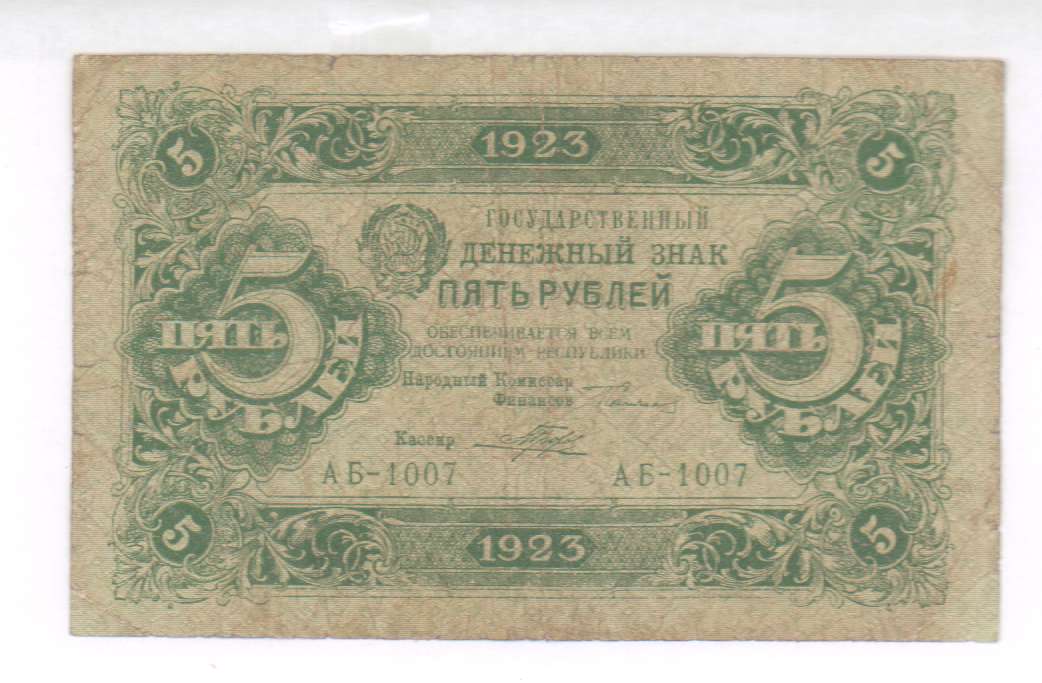 5 1923 5
ГОСУДАРСТВЕННЫЙ
ДЕНЕЖНЫЙ ЗНАК
ПЯТЬ РУБЛЕЙ
ОБЕСПЕЧИВАЕТСЯ ВСЕМ
ДОСТОЯНИЕМ РЕСПУБЛИКИ
5 ПЯТЬ РУБЛЕЙ
5 ПЯТЬ РУБЛЕЙ
Народный Комиссар
Финансов
Кассир
АБ-1007 АБ-1007
5 1923 5